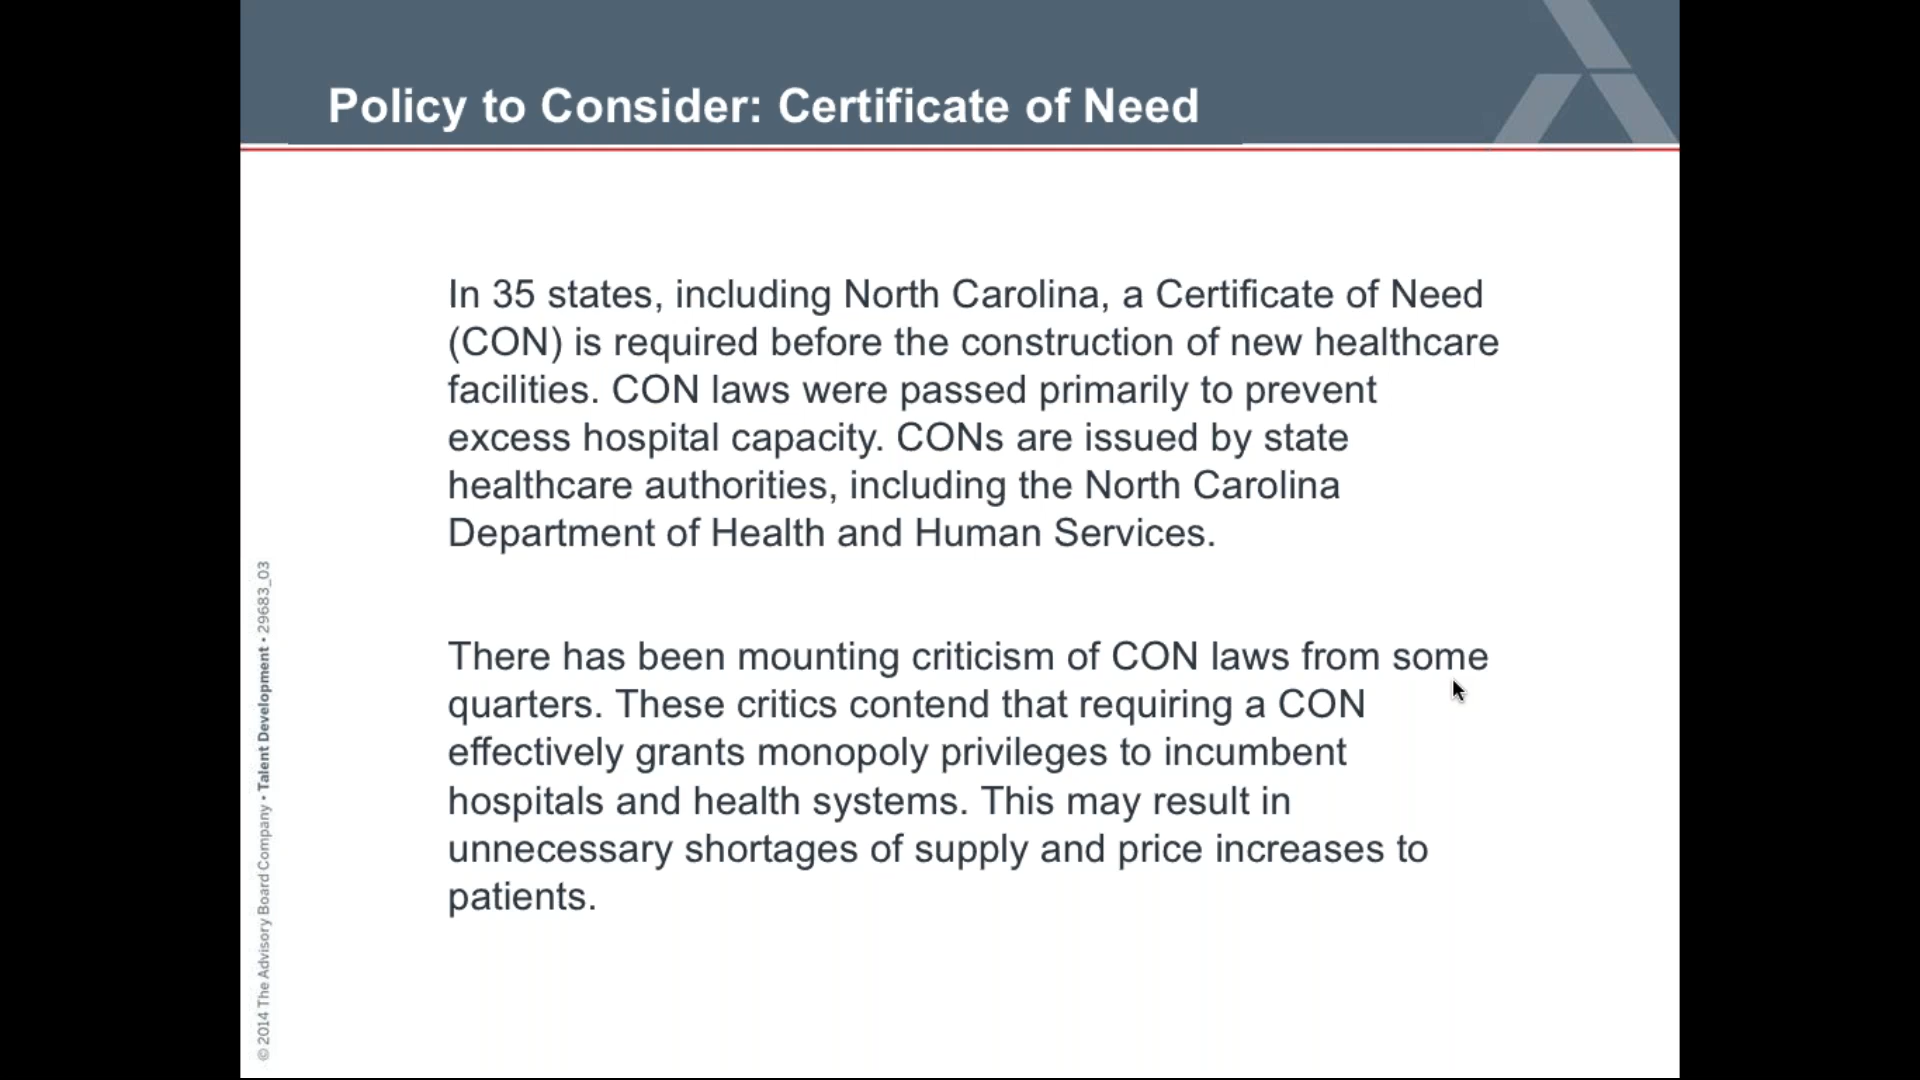 Policy to Consider: Certificate of Need
In 35 states, including North Carolina, a Certificate of Need
(CON) is required before the construction of new healthcare
facilities. CON laws were passed primarily to prevent
excess hospital capacity. CONs are issued by state
healthcare authorities, including the North Carolina
Department of Health and Human Services.
There has been mounting criticism of CON laws from some
quarters. These critics contend that requiring a CON
effectively grants monopoly privileges to incumbent
hospitals and health systems. This may result in
unnecessary shortages of supply and price increases to
patients.
© 2014 The Advisory Board Company • Talent Development • 29683_03